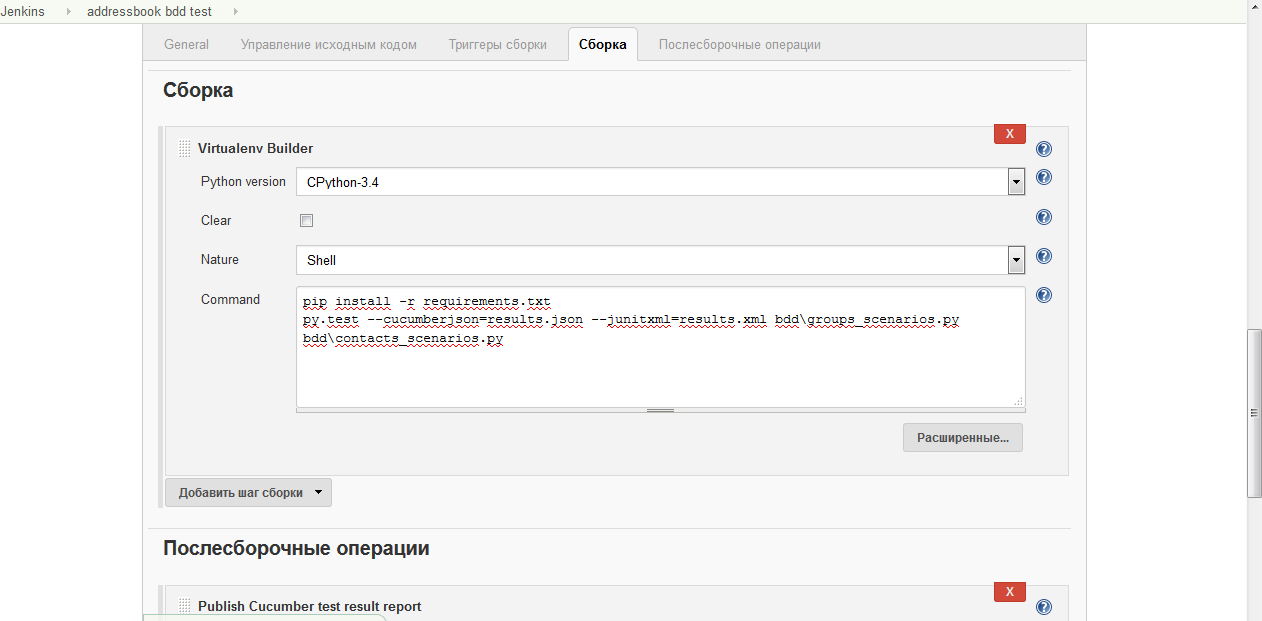 Jenkins addressbook bdd test
General Управление исходным кодом Триггеры сборки Сборка Послесборочные операции
Сборка
X
Virtualenv Builder
Python version CPython-3.4
Clear
Nature Shell
Command pip install -r requirements.txt
py.test --cucumberjson=results.json --junitxml=results.xml bdd\groups_scenarios.py
bdd\contacts_scenarios.py
Расширенные...
Добавить шаг сборки
Послесборочные операции
X
Publish Cucumber test result report